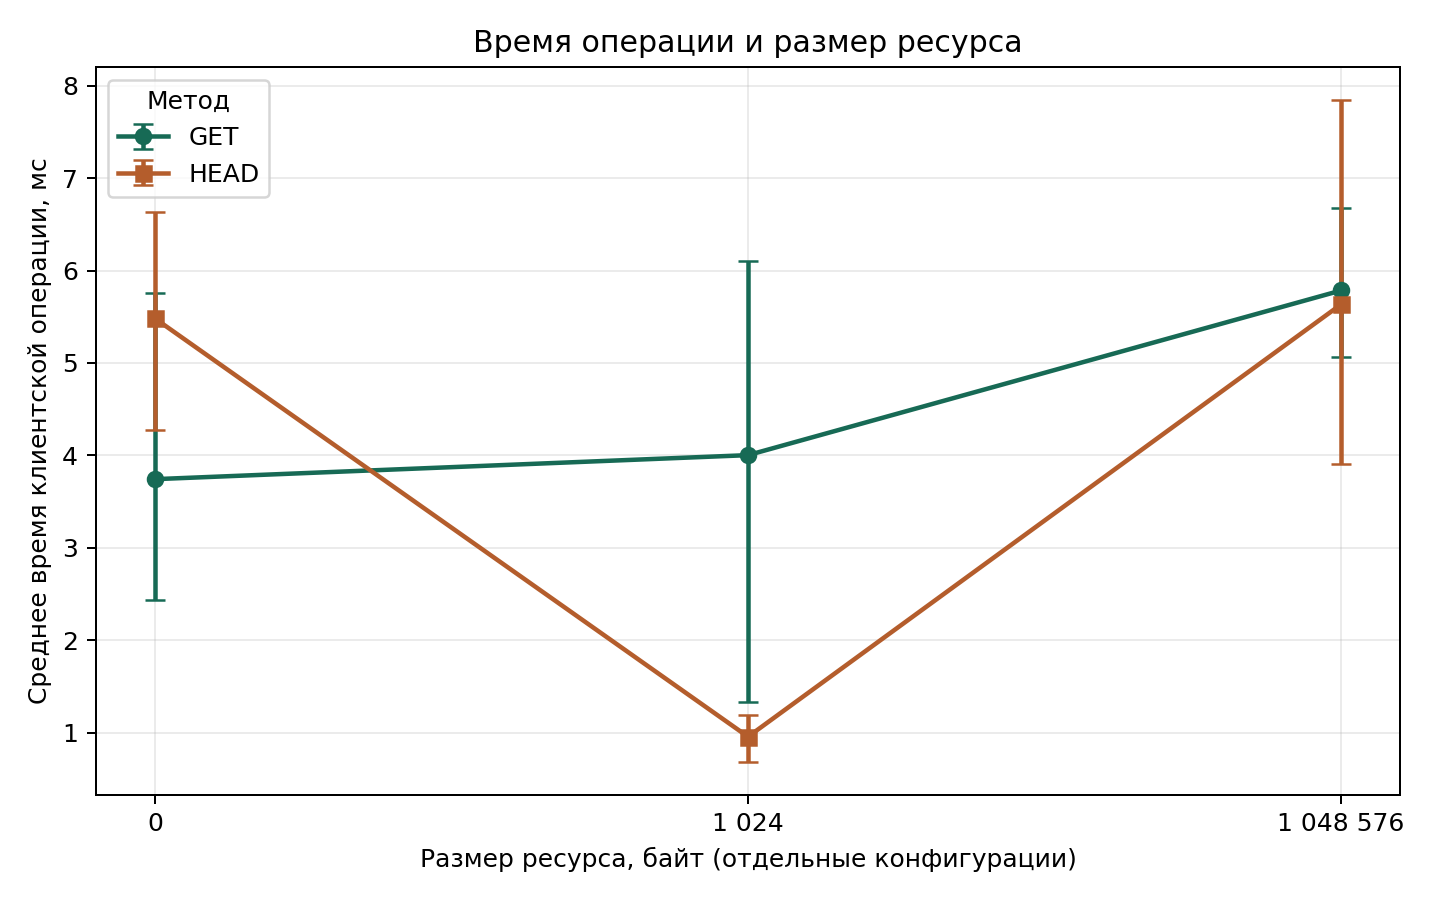 Время операции и размер ресурса
Метод
GET
HEAD
Среднее время клиентской операции, мс
8
7
6
5
4
3
2
1
0
1 024
1 048 576
Размер ресурса, байт (отдельные конфигурации)